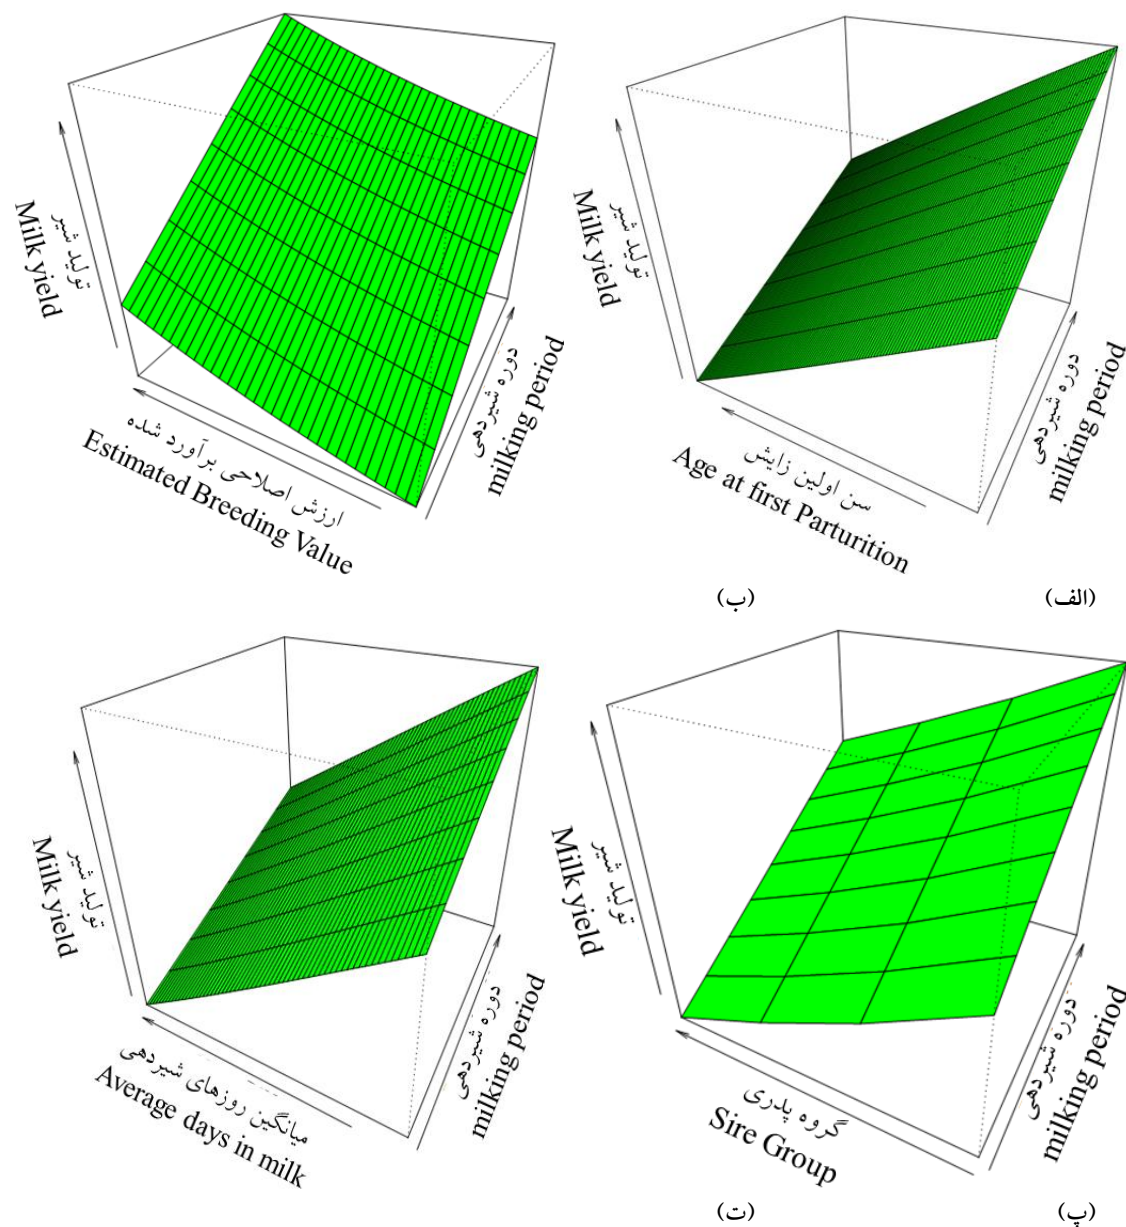 تولید شیر
Milk yield
ارزش اصلاحی برآورد شده
Estimated Breeding Value
دوره شیردهی
milking period
تولید شیر
Milk yield
سن اولین زایش
Age at first Parturition
دوره شیردهی
milking period
(الف)
(ب)
تولید شیر
Milk yield
میانگین روزهای شیردهی
Average days in milk
دوره شیردهی
milking period
تولید شیر
Milk yield
گروه پدری
Sire Group
دوره شیردهی
milking period
(پ)
(ت)